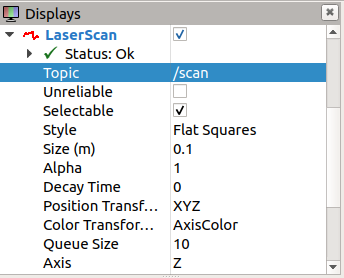 Displays
LaserScan
Status: Ok
Topic /scan
Unreliable
Selectable
Style Flat Squares
Size (m) 0.1
Alpha 1
Decay Time 0
Position Transf... XYZ
Color Transfor... AxisColor
Queue Size 10
Axis Z